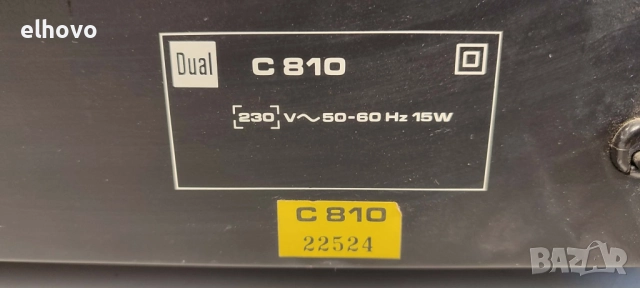 elhovo
Dual C 810
[230] V~50-60 Hz 15W
C 810
22524
BAZAR